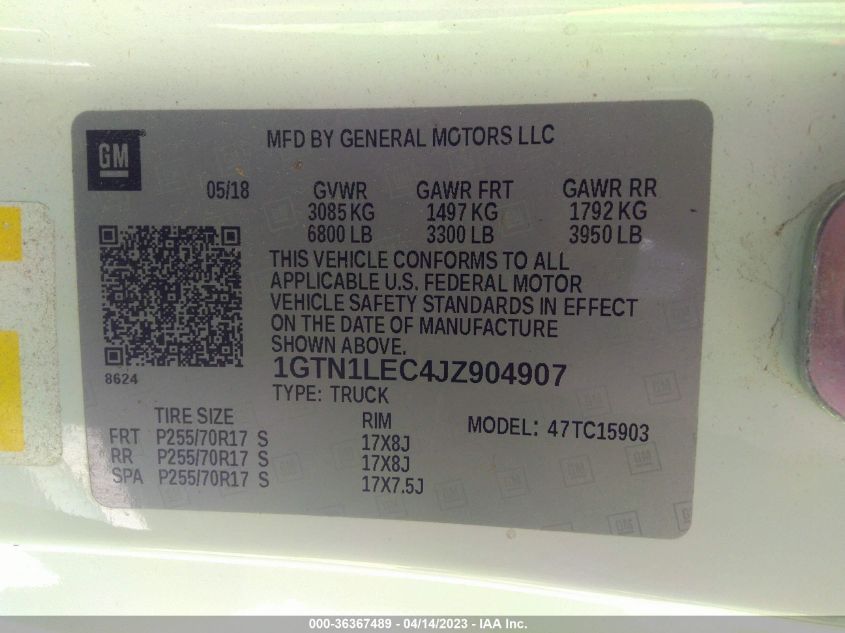 MFD BY GENERAL MOTORS LLC
GM
05/18 GVWR GAWR FRT GAWR RR
3085 KG 1497 KG 1792 KG
6800 LB 3300 LB 3950 LB
THIS VEHICLE CONFORMS TO ALL
APPLICABLE U.S. FEDERAL MOTOR
VEHICLE SAFETY STANDARDS IN EFFECT
ON THE DATE OF MANUFACTURE
SHOWN ABOVE.
8624
1GTN1LEC4JZ904907
TYPE: TRUCK
TIRE SIZE RIM MODEL: 47TC15903
FRT P255/70R17 S 17X8J
RR P255/70R17 S 17X8J
SPA P255/70R17 S 17X7.5J
000-36367489 - 04/14/2023 - IAA Inc.